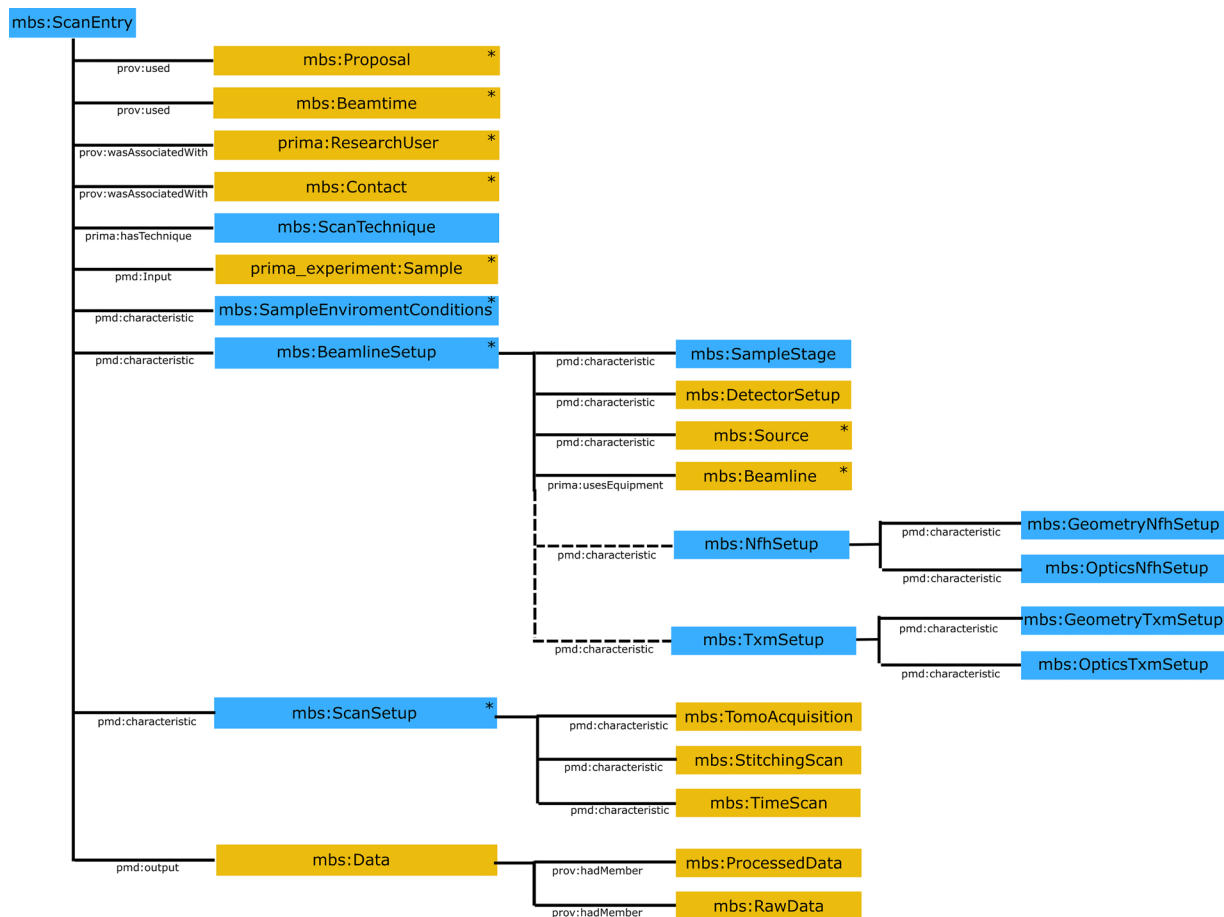 mbs:ScanEntry
prov:used
mbs:Proposal *
prov:used
mbs:Beamtime *
prov:wasAssociatedWith
prima:ResearchUser *
prov:wasAssociatedWith
mbs:Contact *
prima:hasTechnique
mbs:ScanTechnique
pmd:Input
prima_experiment:Sample *
pmd:characteristic
mbs:SampleEnviromentConditions *
pmd:characteristic
mbs:BeamlineSetup *
pmd:characteristic
mbs:SampleStage
pmd:characteristic
mbs:DetectorSetup
pmd:characteristic
mbs:Source *
prima:usesEquipment
mbs:Beamline *
pmd:characteristic
mbs:NfhSetup
pmd:characteristic
mbs:GeometryNfhSetup
pmd:characteristic
mbs:OpticsNfhSetup
pmd:characteristic
mbs:TxmSetup
pmd:characteristic
mbs:GeometryTxmSetup
pmd:characteristic
mbs:OpticsTxmSetup
pmd:characteristic
mbs:ScanSetup *
pmd:characteristic
mbs:TomoAcquisition
pmd:characteristic
mbs:StitchingScan
pmd:characteristic
mbs:TimeScan
pmd:output
mbs:Data
prov:hadMember
mbs:ProcessedData
prov:hadMember
mbs:RawData